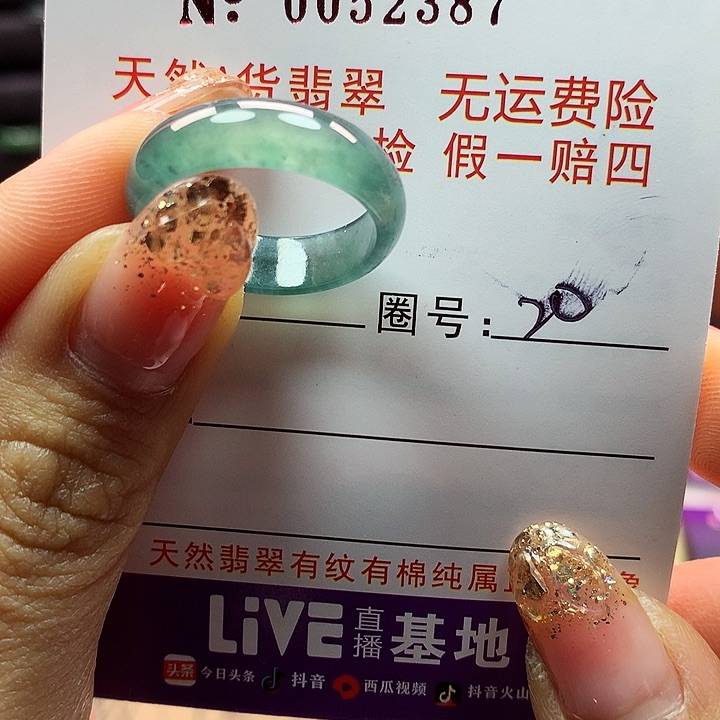 Nº 0052387
天然A货翡翠 无运费险
检 假一赔四
圈号: 20
天然翡翠有纹有棉纯属
LiVE 直播 基地
今日头条 抖音 西瓜视频 抖音火山